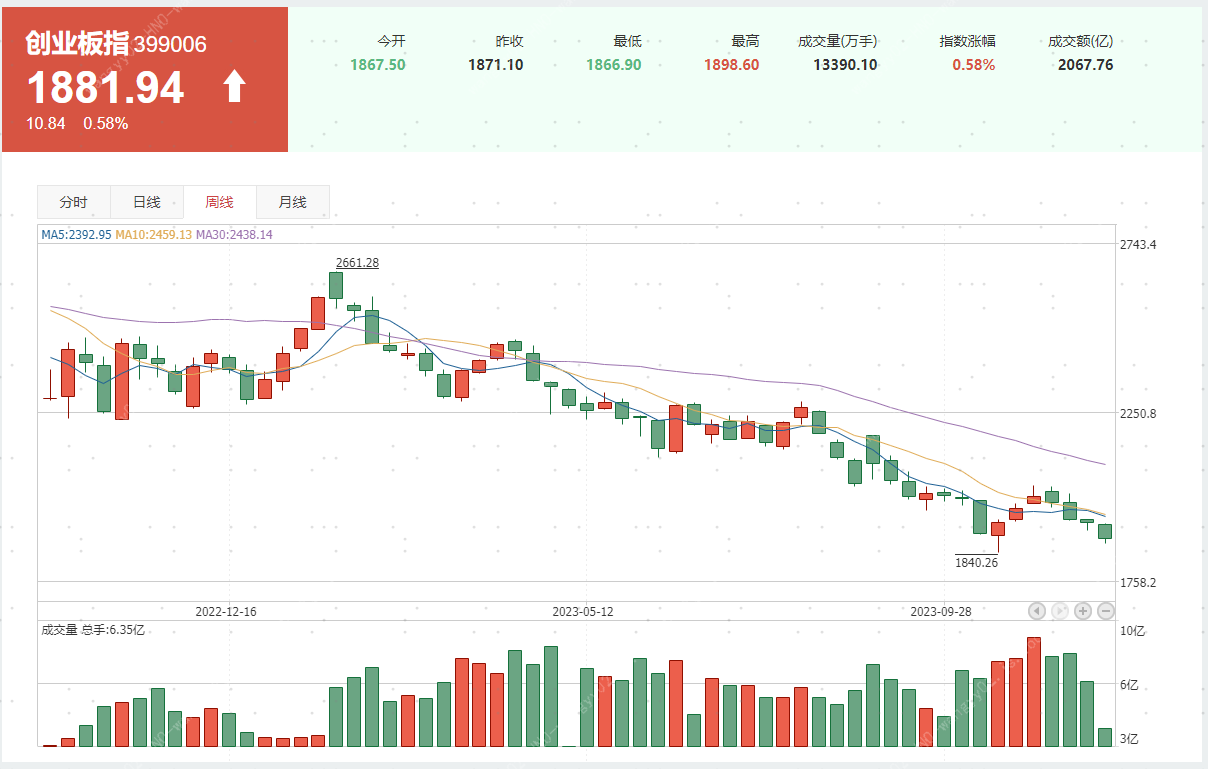 创业板指 399006
1881.94
10.84 0.58%
今开 昨收 最低 最高 成交量(万手) 指数涨幅 成交额(亿)
1867.50 1871.10 1866.90 1898.60 13390.10 0.58% 2067.76
分时 日线 周线 月线
MA5:2392.95 MA10:2459.13 MA30:2438.14
2743.4
2661.28
2250.8
1840.26
1758.2
2022-12-16 2023-05-12 2023-09-28
成交量 总手:6.35亿
10亿
6亿
3亿